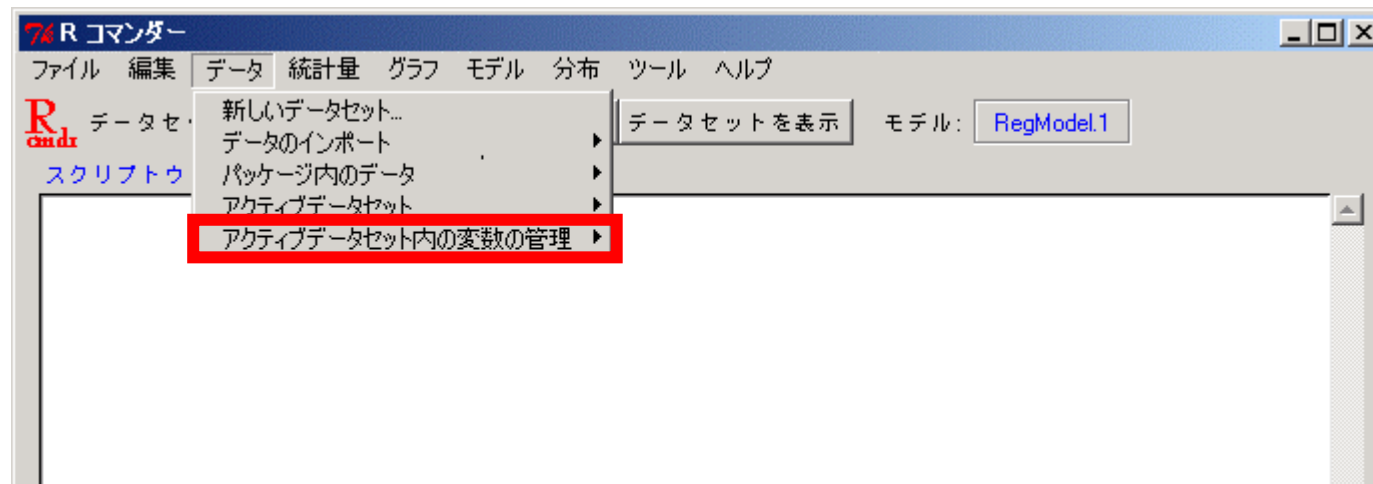 R コマンダー
ファイル 編集 データ 統計量 グラフ モデル 分布 ツール ヘルプ
R cmdr データセ データセットを表示 モデル: RegModel.1
新しいデータセット...
データのインポート
スクリプトウ パッケージ内のデータ
アクティブデータセット
アクティブデータセット内の変数の管理